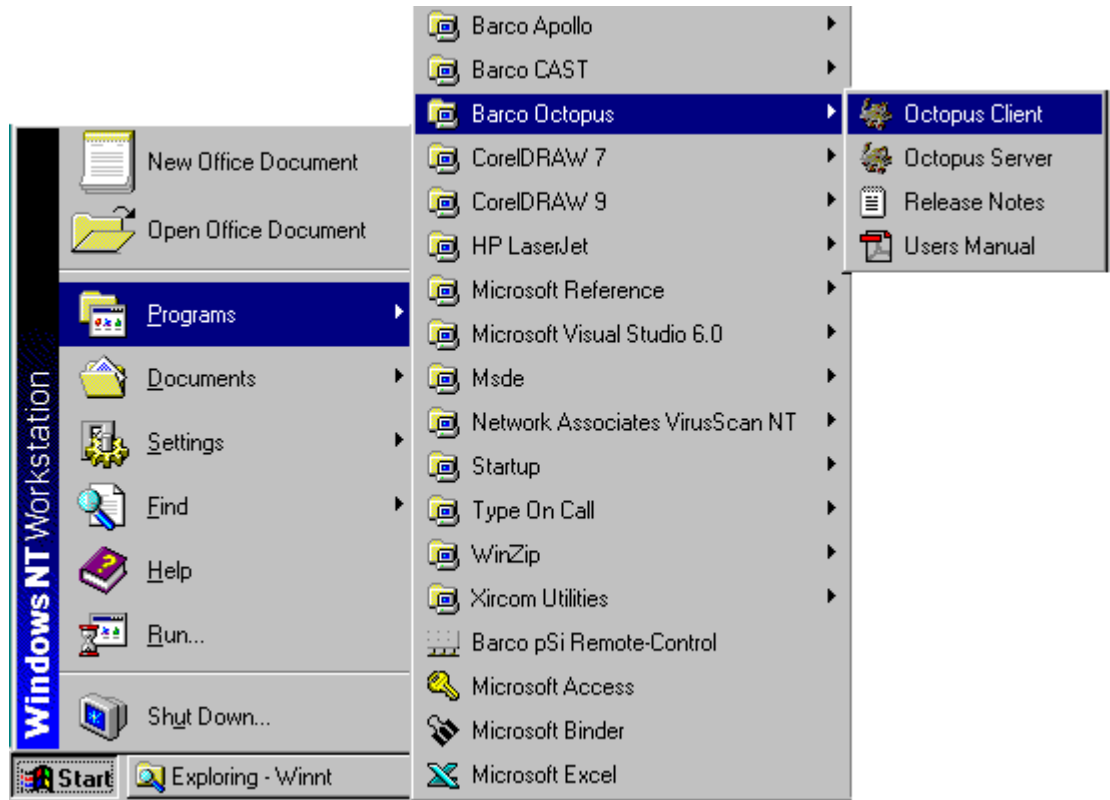 New Office Document
Open Office Document
Programs
Documents
Settings
Find
Help
Run...
Shut Down...
Windows NT Workstation
Start
Exploring - Winnt
Barco Apollo
Barco CAST
Barco Octopus
CorelDRAW 7
CorelDRAW 9
HP LaserJet
Microsoft Reference
Microsoft Visual Studio 6.0
Msde
Network Associates VirusScan NT
Startup
Type On Call
WinZip
Xircom Utilities
Barco pSi Remote-Control
Microsoft Access
Microsoft Binder
Microsoft Excel
Octopus Client
Octopus Server
Release Notes
Users Manual